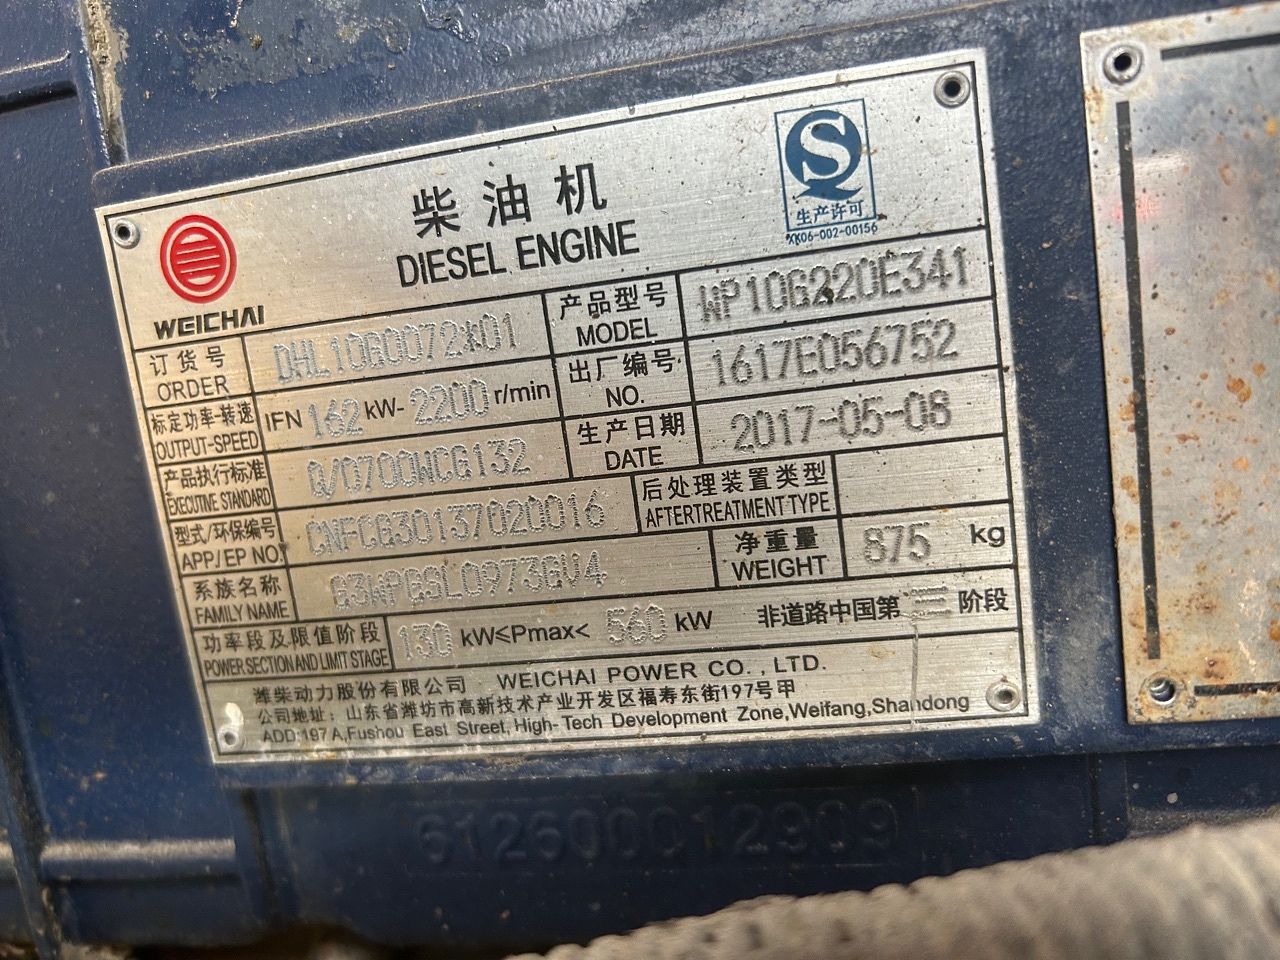 柴油机
DIESEL ENGINE
WEICHAI
生产许可
XK06-002-00156
订货号 ORDER DHL10G0072*01
产品型号 MODEL WP10G220E341
标定功率-转速 OUTPUT-SPEED IFN 162 kW- 2200 r/min
出厂编号 NO. 1617E056752
产品执行标准 EXECUTIVE STANDARD Q/0700WCG132
生产日期 DATE 2017-05-08
型式/环保编号 APP/EP NO. CNFCG30137020016
后处理装置类型 AFTERTREATMENT TYPE
系族名称 FAMILY NAME G3WPGSL0973GV4
净重量 WEIGHT 875 kg
功率段及限值阶段 POWER SECTION AND LIMIT STAGE 130 kW≤Pmax< 560 kW 非道路中国第三阶段
潍柴动力股份有限公司 WEICHAI POWER CO.,LTD.
公司地址: 山东省潍坊市高新技术产业开发区福寿东街197号甲
ADD:197 A,Fushou East Street,High-Tech Development Zone,Weifang,Shandong
612600012909